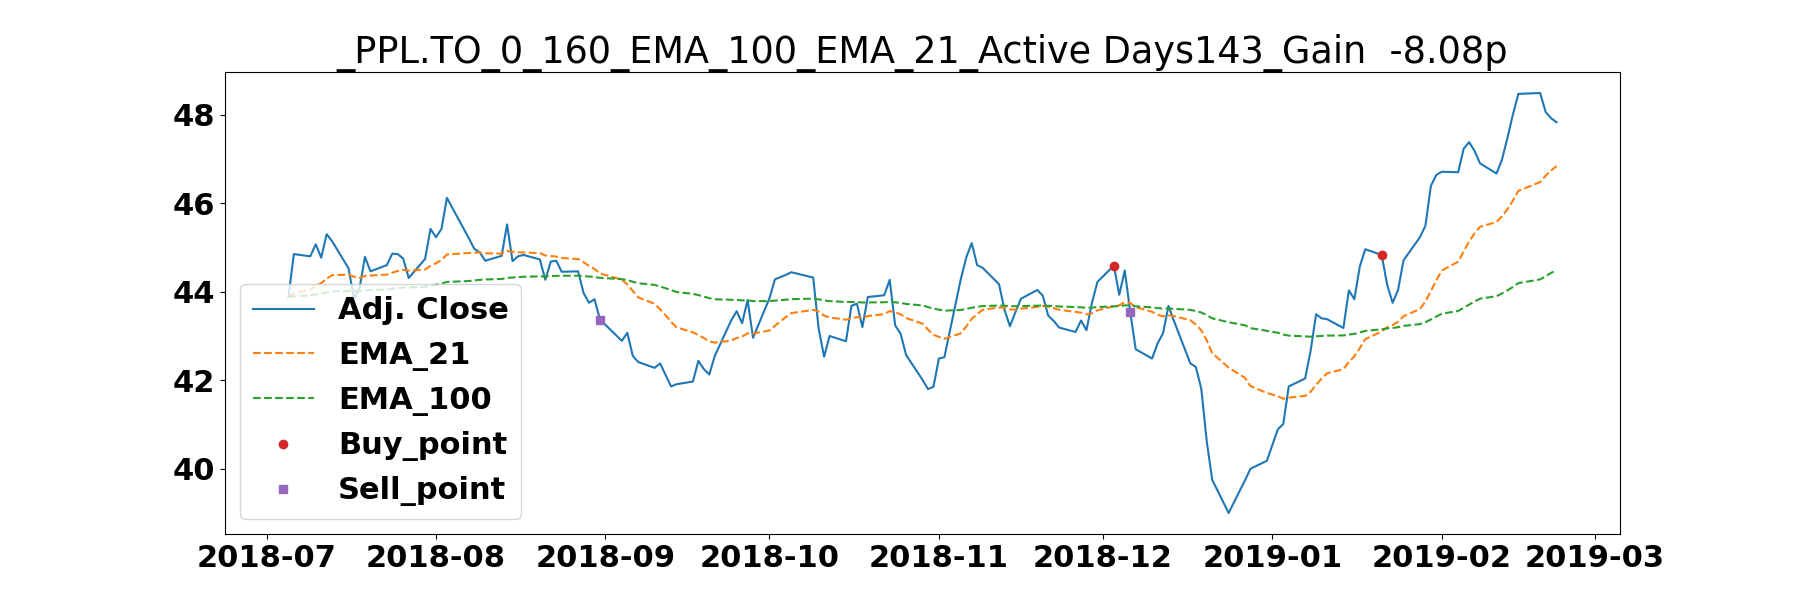 _PPL.TO_0_160_EMA_100_EMA_21_Active Days143_Gain  -8.08p
48
46
44
42
40
Adj. Close
EMA_21
EMA_100
Buy_point
Sell_point
2018-07 2018-08 2018-09 2018-10 2018-11 2018-12 2019-01 2019-02 2019-03